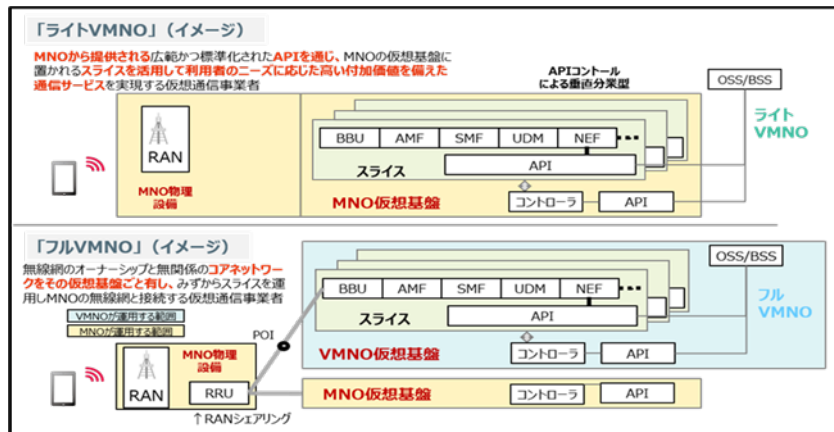 「ライトVMNO」（イメージ）
MNOから提供される広範かつ標準化されたAPIを通じ、MNOの仮想基盤に
置かれるスライスを活用して利用者のニーズに応じた高い付加価値を備えた
通信サービスを実現する仮想通信事業者
APIコントール
による垂直分業型
OSS/BSS
ライト
VMNO
BBU
AMF
SMF
UDM
NEF
スライス
API
RAN
MNO物理
設備
MNO仮想基盤
コントローラ
API
「フルVMNO」（イメージ）
無線網のオーナーシップと無関係のコアネットワー
クをその仮想基盤ごと有し、みずからスライスを運
用しMNOの無線網と接続する仮想通信事業者
VMNOが運用する範囲
MNOが運用する範囲
OSS/BSS
フル
VMNO
BBU
AMF
SMF
UDM
NEF
スライス
API
POI
VMNO仮想基盤
コントローラ
API
MNO物理
設備
RAN
RRU
↑RANシェアリング
MNO仮想基盤
コントローラ
API